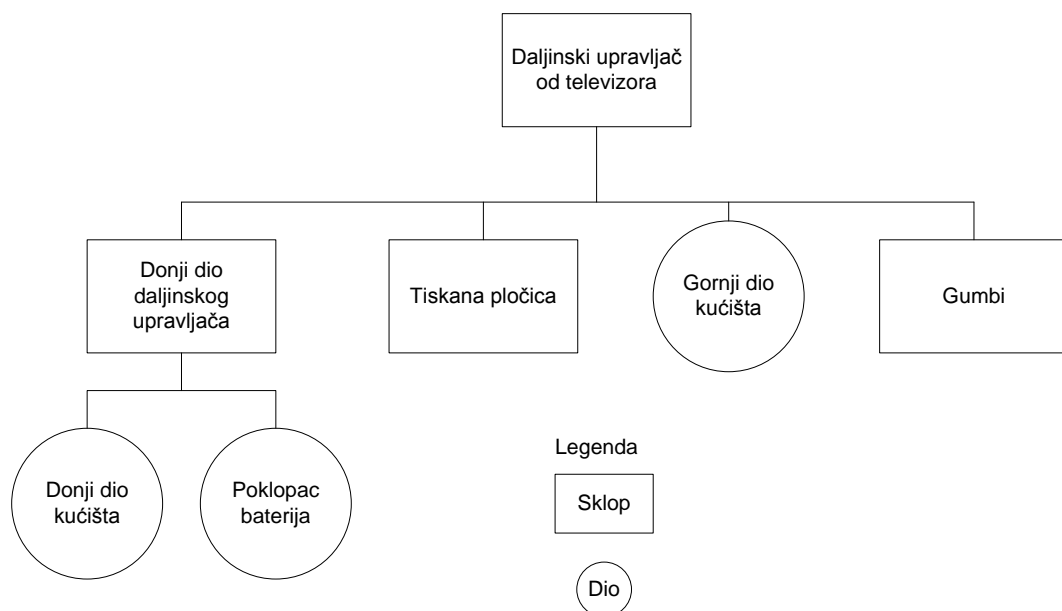 Daljinski upravljač
od televizora
Donji dio
daljinskog
upravljača
Tiskana pločica
Gornji dio
kućišta
Gumbi
Donji dio
kućišta
Poklopac
baterija
Legenda
Sklop
Dio